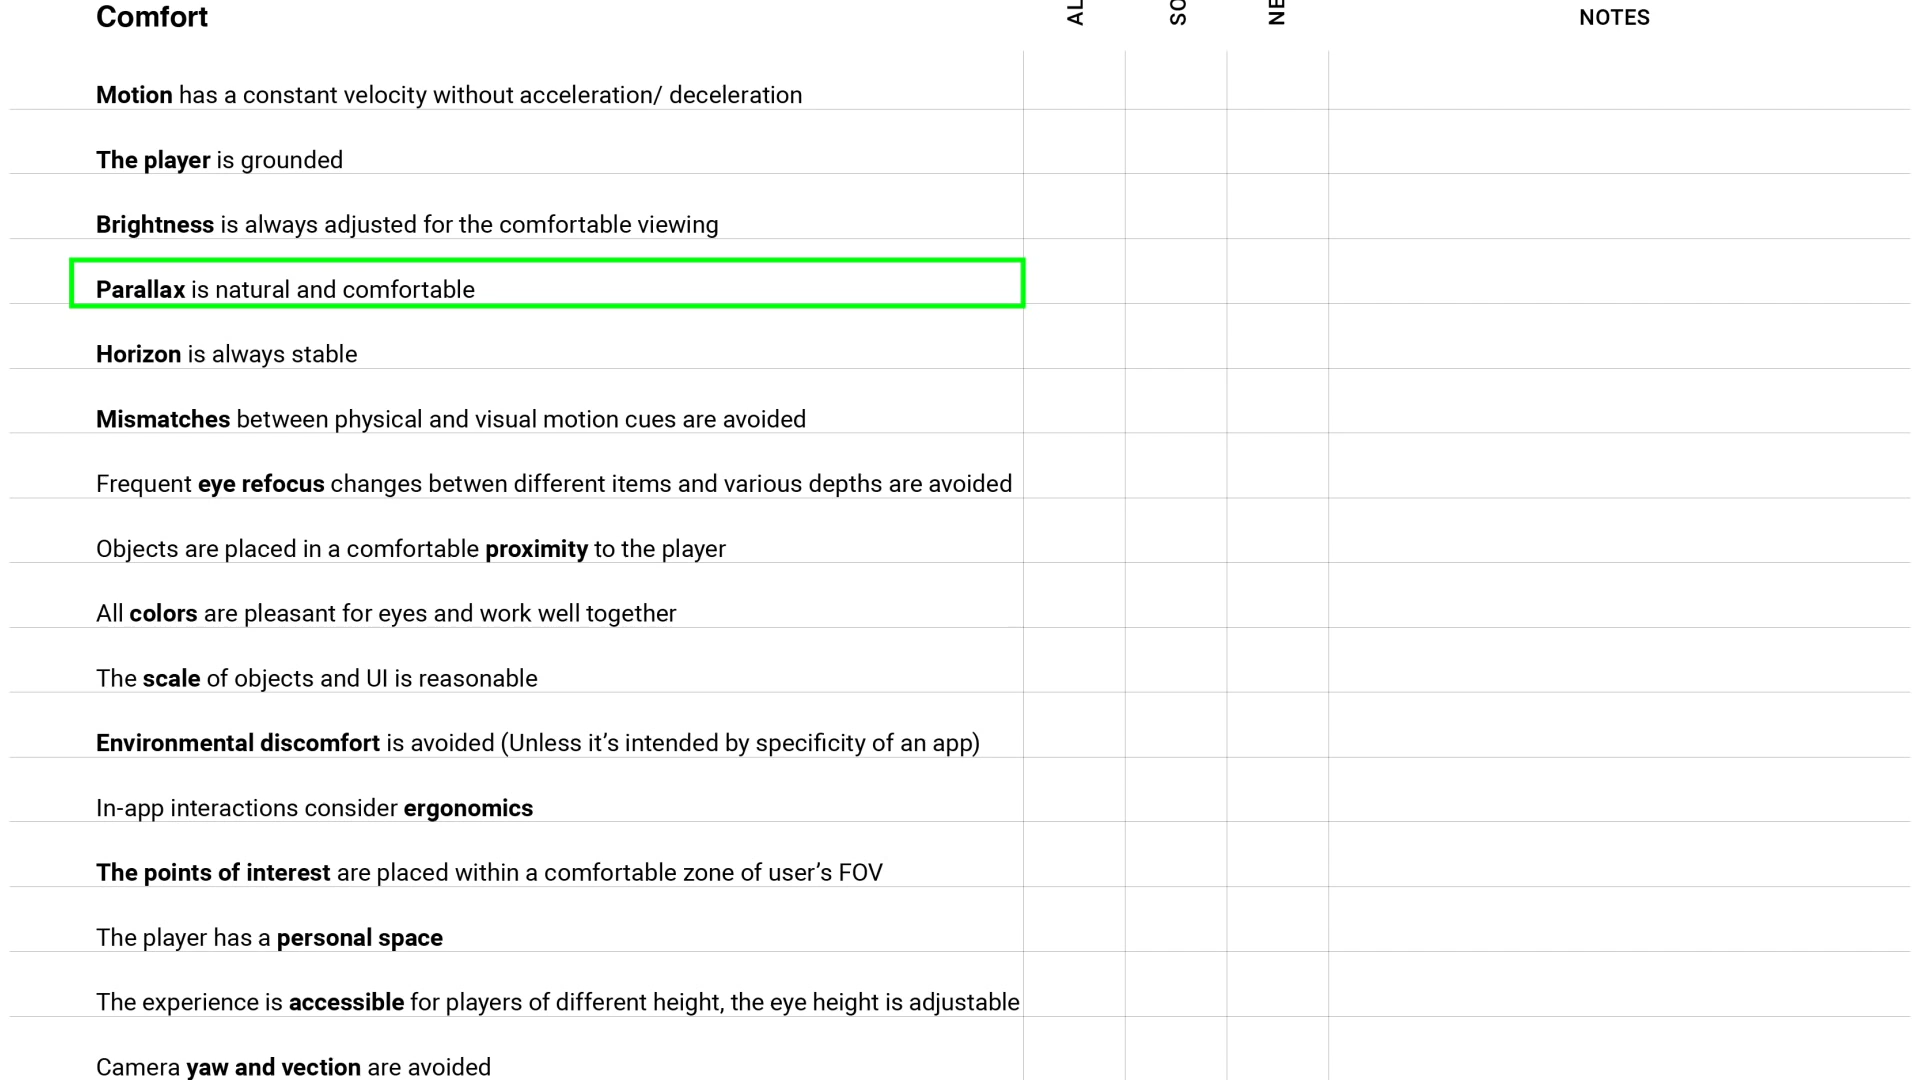 Comfort
AL
SO
NE
NOTES
Motion has a constant velocity without acceleration/ deceleration
The player is grounded
Brightness is always adjusted for the comfortable viewing
Parallax is natural and comfortable
Horizon is always stable
Mismatches between physical and visual motion cues are avoided
Frequent eye refocus changes betwen different items and various depths are avoided
Objects are placed in a comfortable proximity to the player
All colors are pleasant for eyes and work well together
The scale of objects and UI is reasonable
Environmental discomfort is avoided (Unless it’s intended by specificity of an app)
In-app interactions consider ergonomics
The points of interest are placed within a comfortable zone of user’s FOV
The player has a personal space
The experience is accessible for players of different height, the eye height is adjustable
Camera yaw and vection are avoided